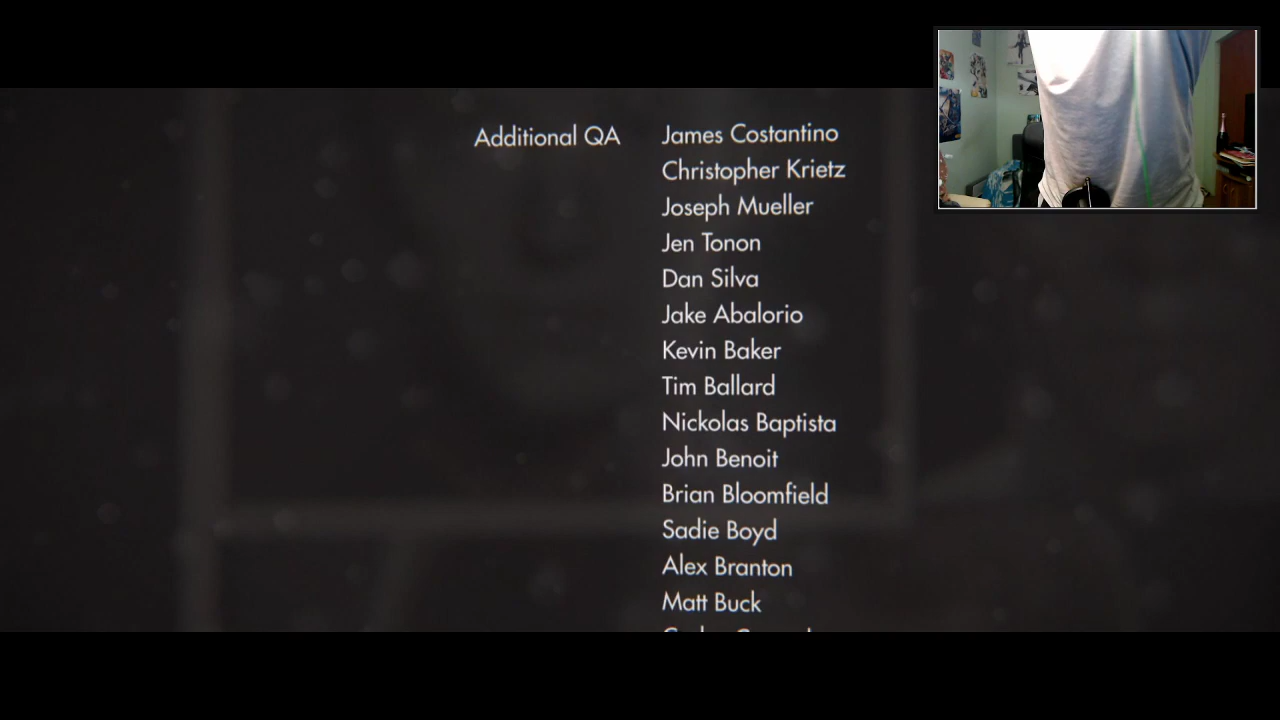 Additional QA
James Costantino
Christopher Krietz
Joseph Mueller
Jen Tonon
Dan Silva
Jake Abalorio
Kevin Baker
Tim Ballard
Nickolas Baptista
John Benoit
Brian Bloomfield
Sadie Boyd
Alex Branton
Matt Buck